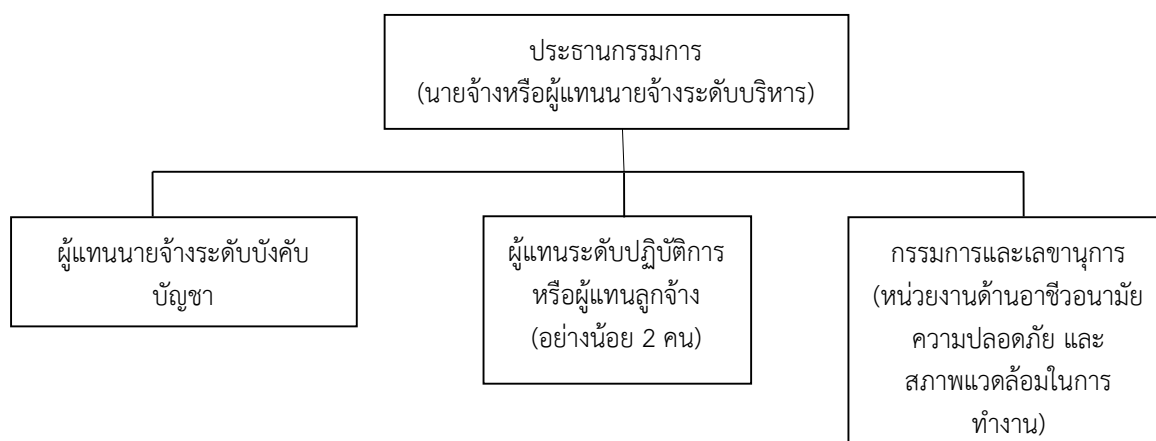 ประธานกรรมการ
(นายจ้างหรือผู้แทนนายจ้างระดับบริหาร)
ผู้แทนนายจ้างระดับบังคับ
บัญชา
ผู้แทนระดับปฏิบัติการ
หรือผู้แทนลูกจ้าง
(อย่างน้อย 2 คน)
กรรมการและเลขานุการ
(หน่วยงานด้านอาชีวอนามัย
ความปลอดภัย และ
สภาพแวดล้อมในการ
ทำงาน)